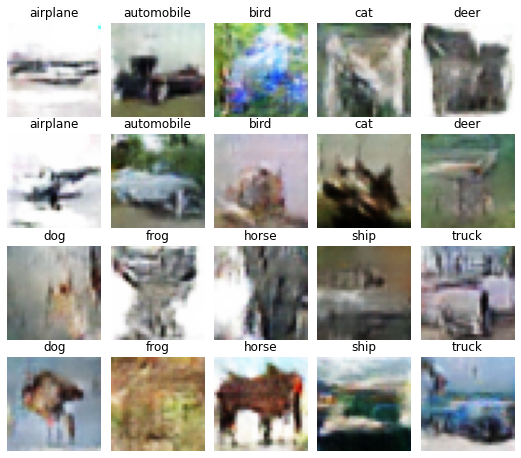 airplane automobile bird cat deer
airplane automobile bird cat deer
dog frog horse ship truck
dog frog horse ship truck